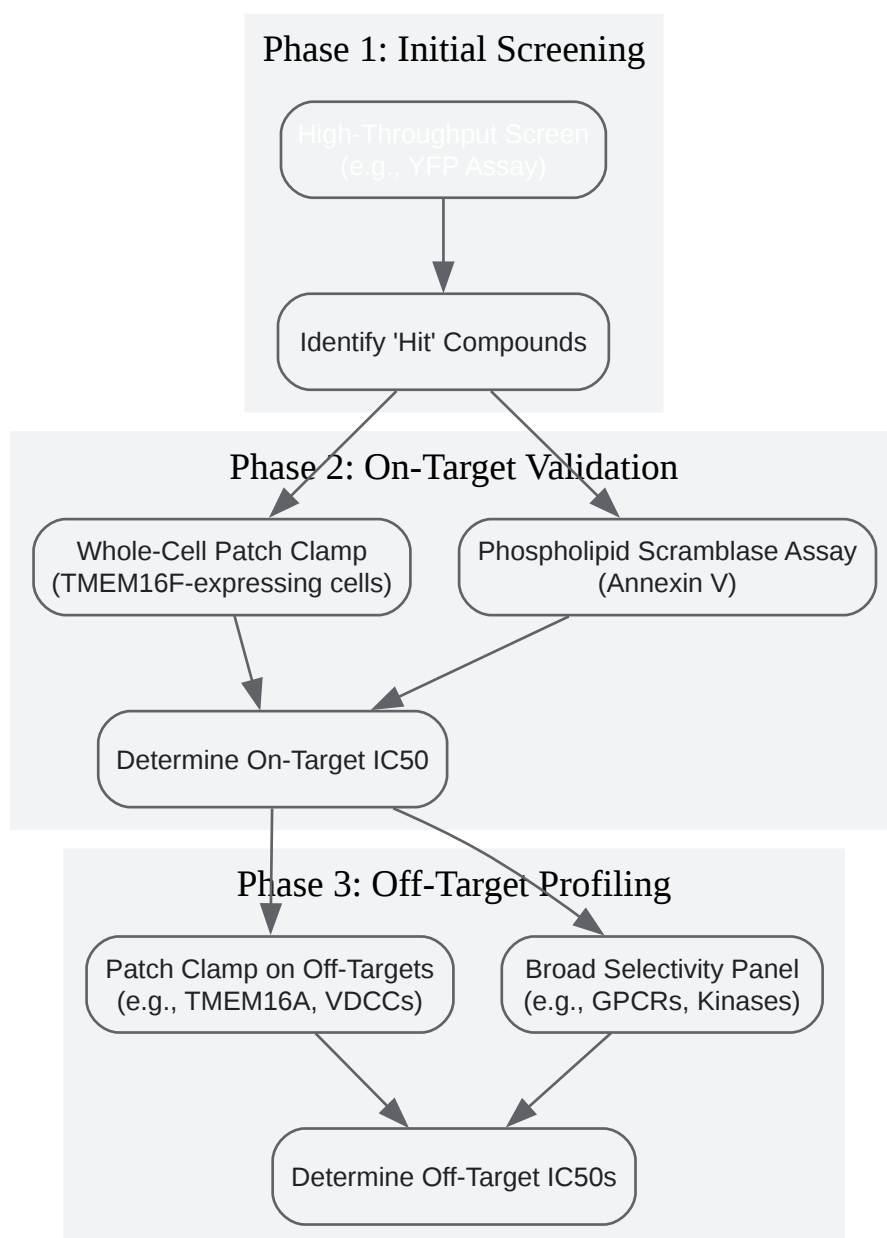 Phase 1: Initial Screening
High-Throughput Screen
(e.g., YFP Assay)
Identify 'Hit' Compounds
Phase 2: On-Target Validation
Whole-Cell Patch Clamp
(TMEM16F-expressing cells)
Phospholipid Scramblase Assay
(Annexin V)
Determine On-Target IC50
Phase 3: Off-Target Profiling
Patch Clamp on Off-Targets
(e.g., TMEM16A, VDCCs)
Broad Selectivity Panel
(e.g., GPCRs, Kinases)
Determine Off-Target IC50s